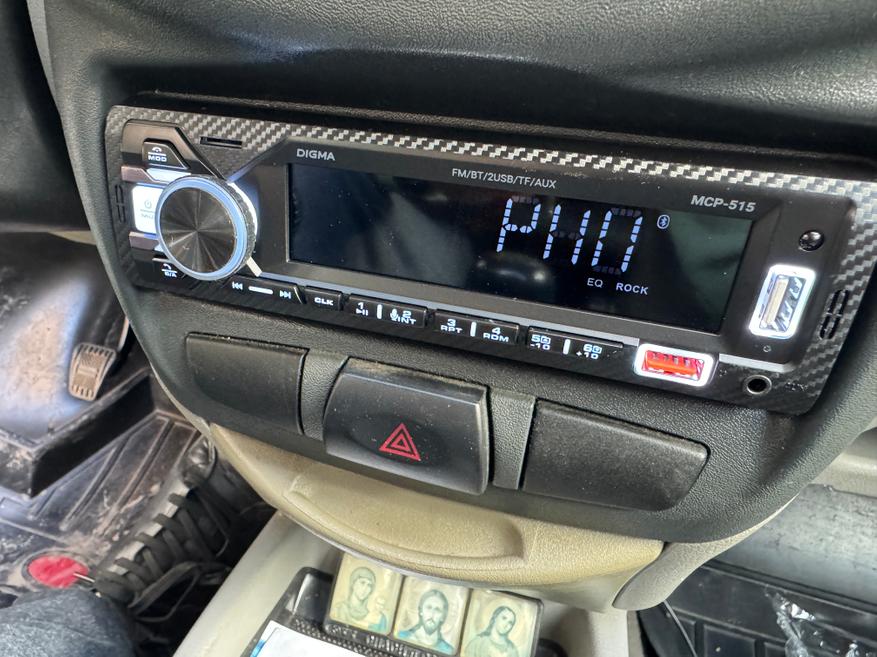 DIGMA
FM/BT/2USB/TF/AUX
MCP-515
MOD
PHO
EQ ROCK
CLK
1
2 INT
3 RPT
4 RDM
5 -10
6 +10